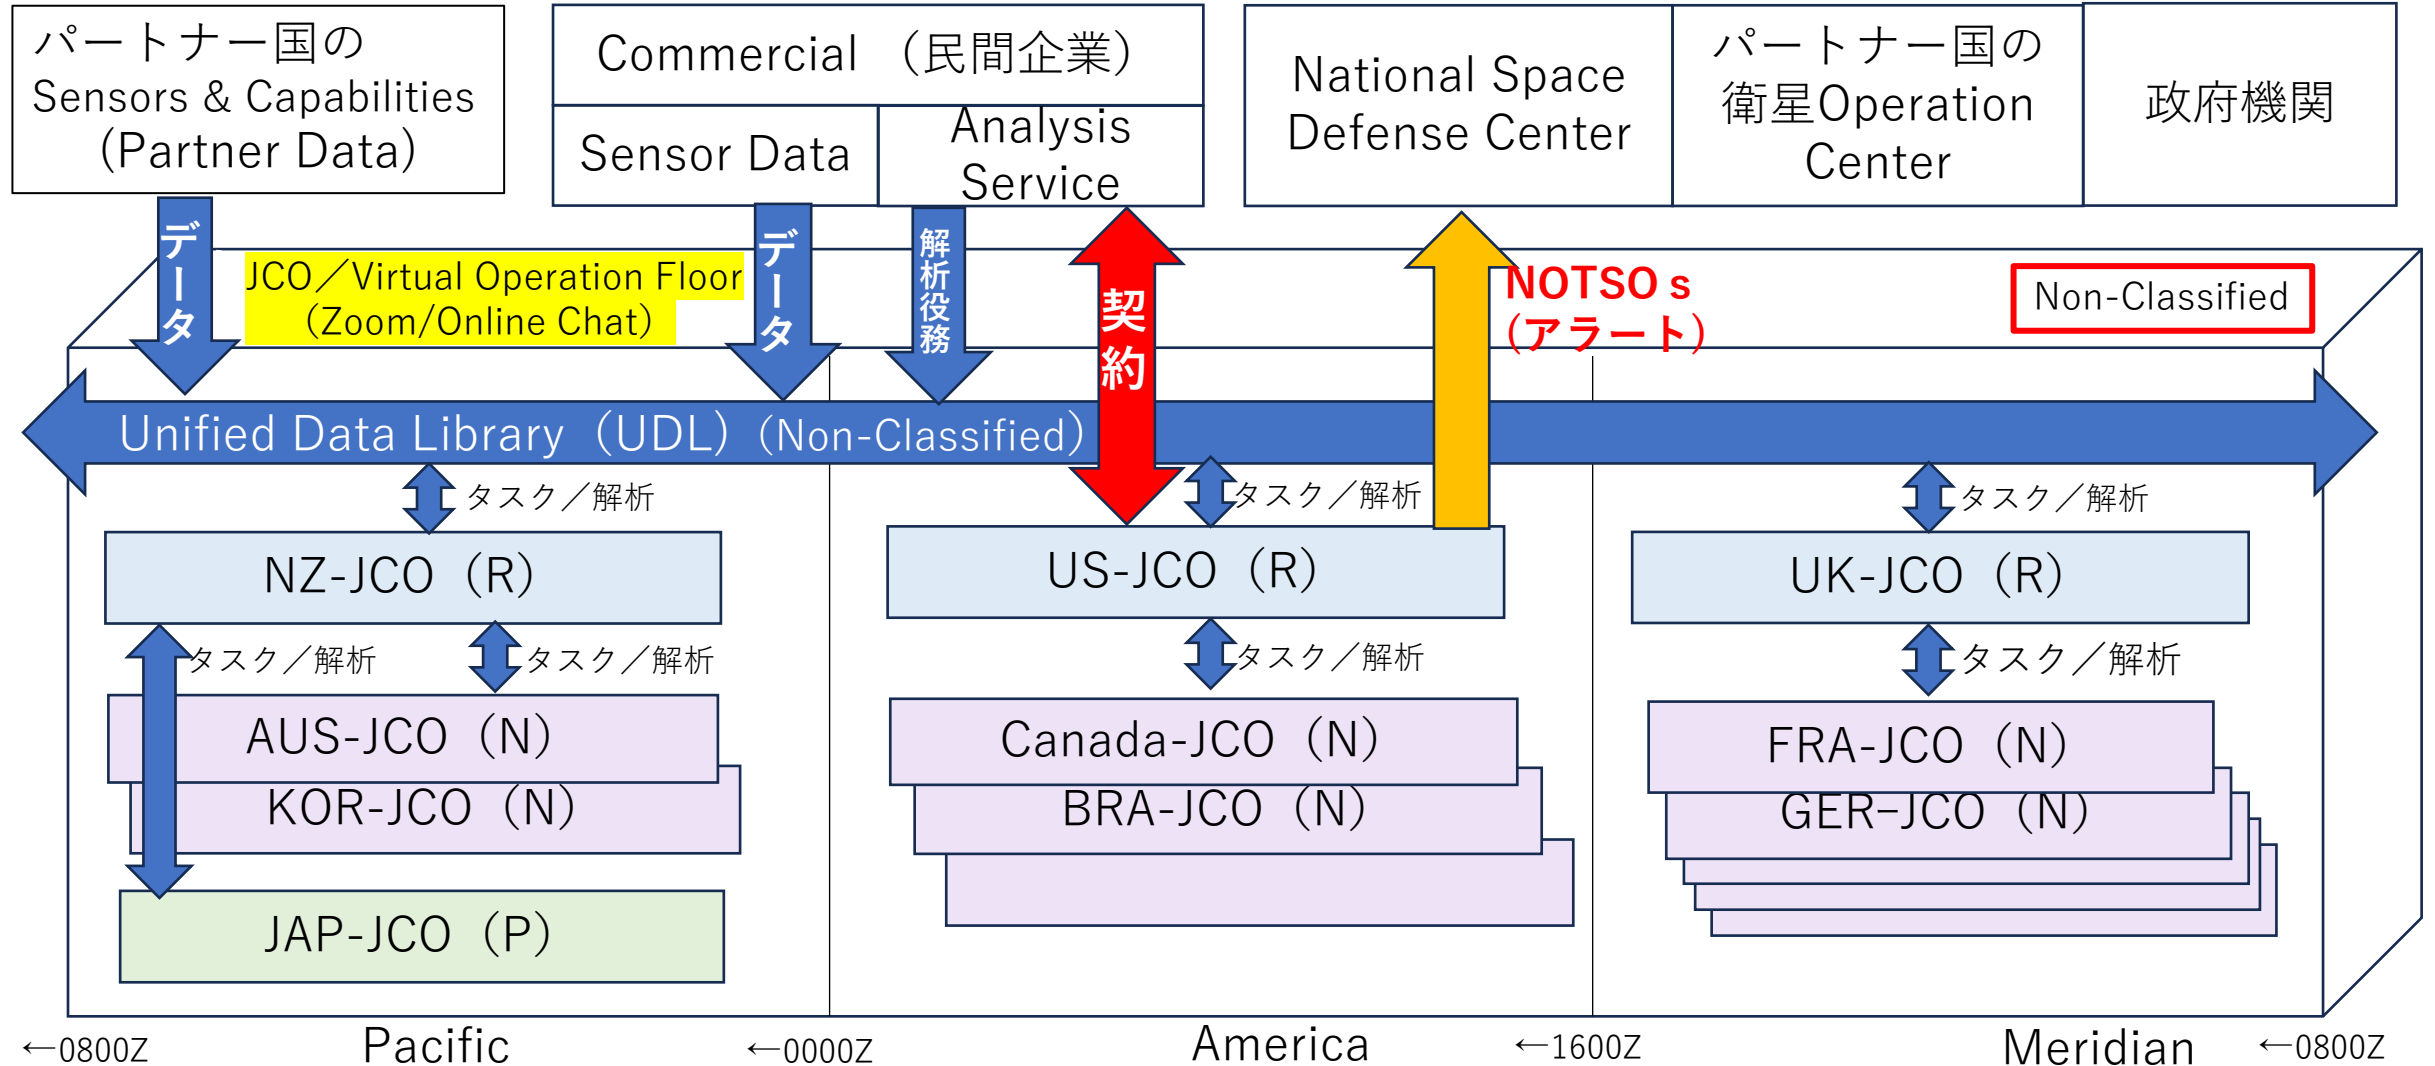 パートナー国の
Sensors & Capabilities
(Partner Data)
Commercial （民間企業）
Sensor Data
Analysis
Service
National Space
Defense Center
パートナー国の
衛星Operation
Center
政府機関
データ
JCO／Virtual Operation Floor
（Zoom/Online Chat）
データ
解析役務
契約
NOTSO s
（アラート）
Non-Classified
Unified Data Library（UDL）（Non-Classified）
タスク／解析
タスク／解析
タスク／解析
NZ-JCO（R）
US-JCO（R）
UK-JCO（R）
タスク／解析
タスク／解析
タスク／解析
タスク／解析
AUS-JCO（N）
Canada-JCO（N）
FRA-JCO（N）
KOR-JCO（N）
BRA-JCO（N）
GER−JCO（N）
JAP-JCO（P）
←0800Z
Pacific
←0000Z
America
←1600Z
Meridian
←0800Z